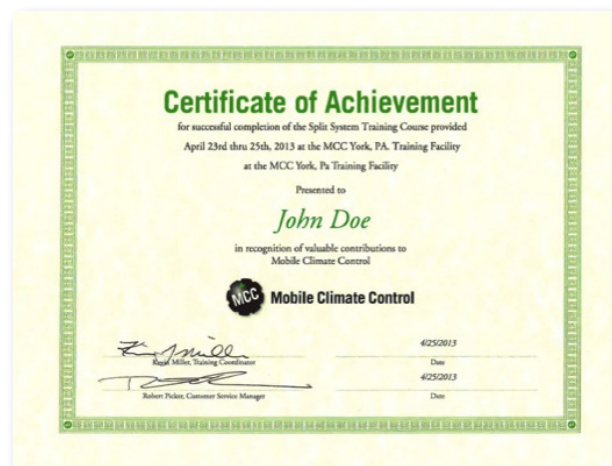 Certificate of Achievement
for successful completion of the Split System Training Course provided
April 23rd thru 25th, 2013 at the MCC York, PA. Training Facility
at the MCC York, Pa Training Facility
Presented to
John Doe
in recognition of valuable contributions to
Mobile Climate Control
MCC Mobile Climate Control
4/25/2013
Kevin Miller, Training Coordinator Date
4/25/2013
Robert Picker, Customer Service Manager Date